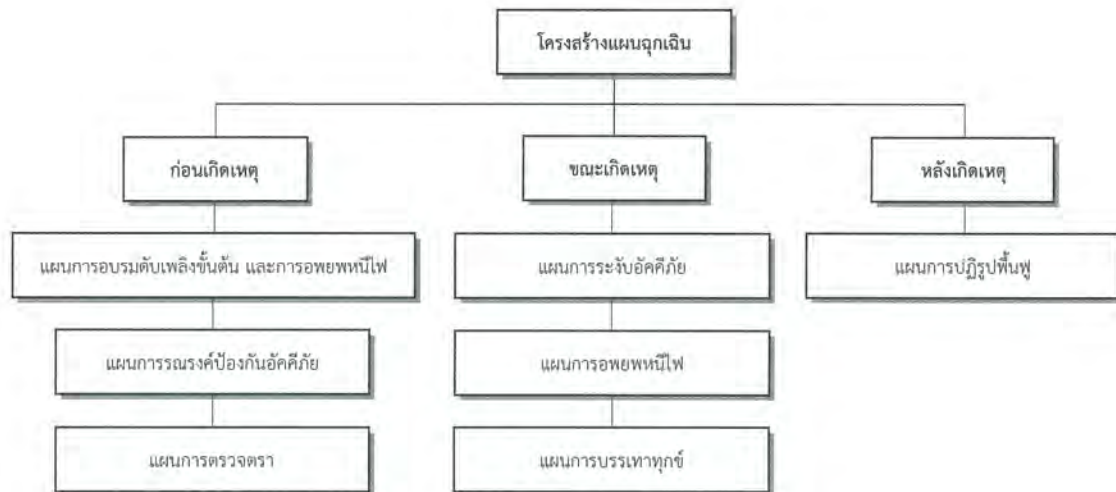 โครงสร้างแผนฉุกเฉิน
ก่อนเกิดเหตุ
ขณะเกิดเหตุ
หลังเกิดเหตุ
แผนการอบรมดับเพลิงขั้นต้น และการอพยพหนีไฟ
แผนการระงับอัคคีภัย
แผนการปฏิรูปฟื้นฟู
แผนการรณรงค์ป้องกันอัคคีภัย
แผนการอพยพหนีไฟ
แผนการตรวจตรา
แผนการบรรเทาทุกข์